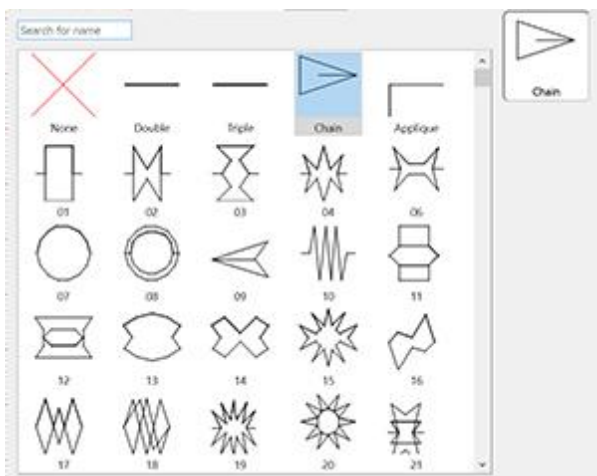 Search for name
Chain
None Double Triple Chain Applique
01 02 03 04 06
07 08 09 10 11
12 13 14 15 16
17 18 19 20 21